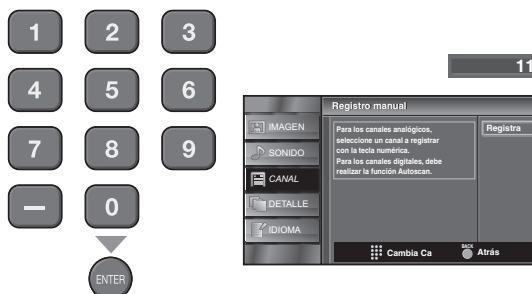 1 2 3
4 5 6
7 8 9
0
ENTER
11
Registro manual
IMAGEN
SONIDO
CANAL
DETALLE
IDIOMA
Para los canales analógicos,
seleccione un canal a registrar
con la tecla numérica.
Para los canales digitales, debe
realizar la función Autoscan.
Registra
Cambia Ca
BACK
Atrás